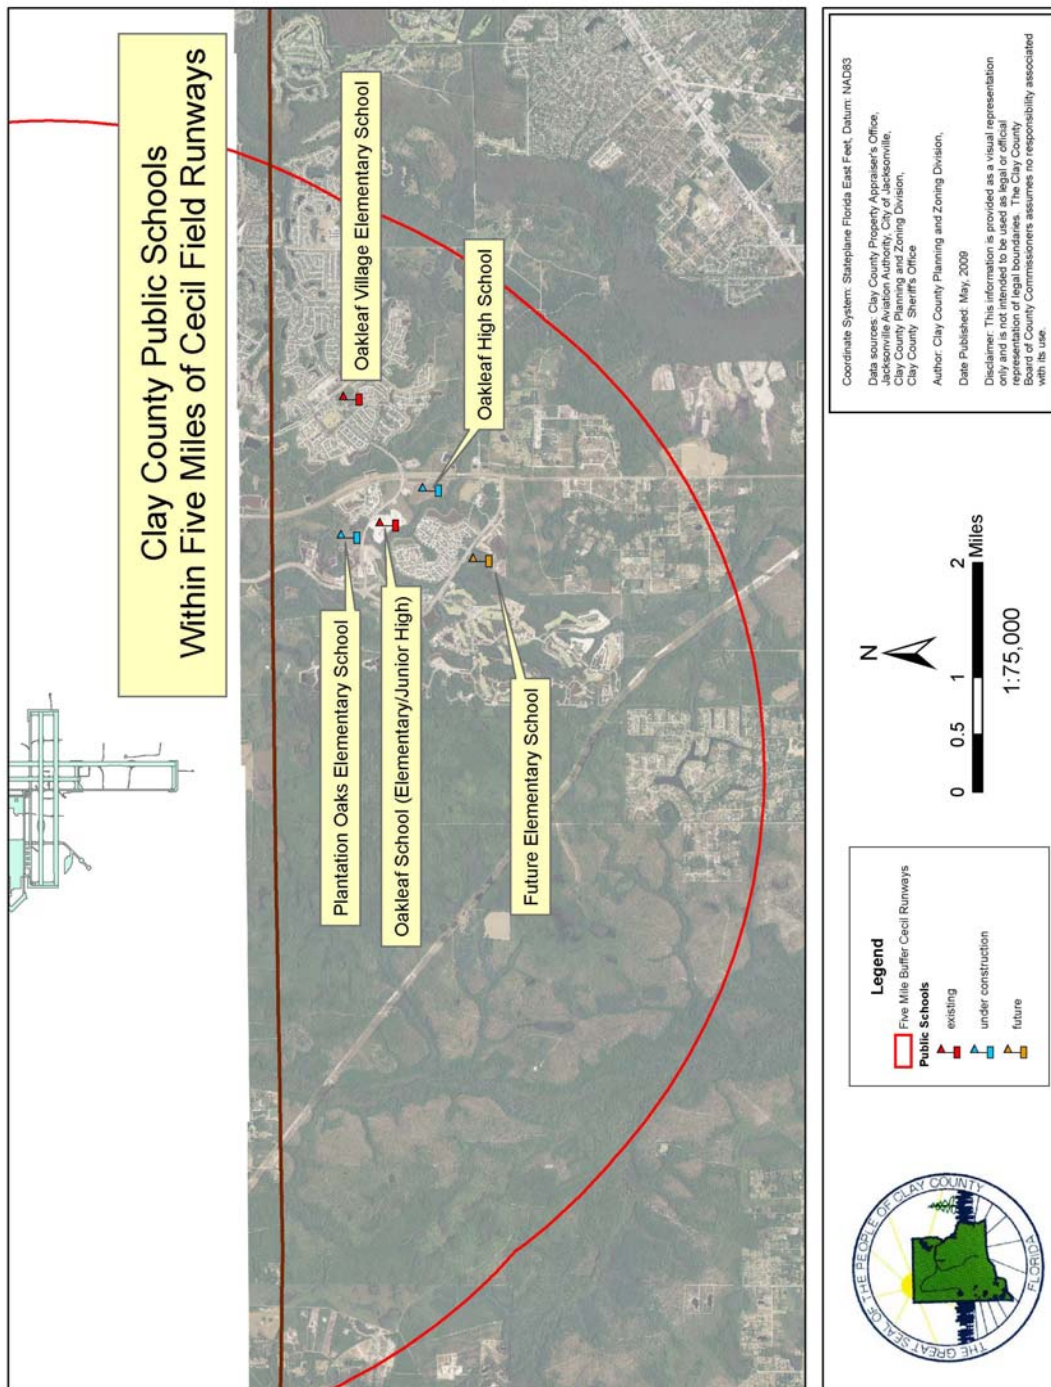 Clay County Public Schools
Within Five Miles of Cecil Field Runways
Oakleaf Village Elementary School
Oakleaf High School
Plantation Oaks Elementary School
Oakleaf School (Elementary/Junior High)
Future Elementary School
THE GREAT SEAL OF THE PEOPLE OF CLAY COUNTY
FLORIDA
Legend
Five Mile Buffer Cecil Runways
Public Schools
existing
under construction
future
N
0 0.5 1 2
Miles
1:75,000
Coordinate System: Stateplane Florida East Feet, Datum: NAD83
Data sources: Clay County Property Appraiser's Office,
Jacksonville Aviation Authority, City of Jacksonville,
Clay County Planning and Zoning Division,
Clay County Sheriff's Office
Author: Clay County Planning and Zoning Division,
Date Published: May, 2009
Disclaimer: This information is provided as a visual representation
only and is not intended to be used as legal or official
representation of legal boundaries. The Clay County
Board of County Commissioners assumes no responsibility associated
with its use.